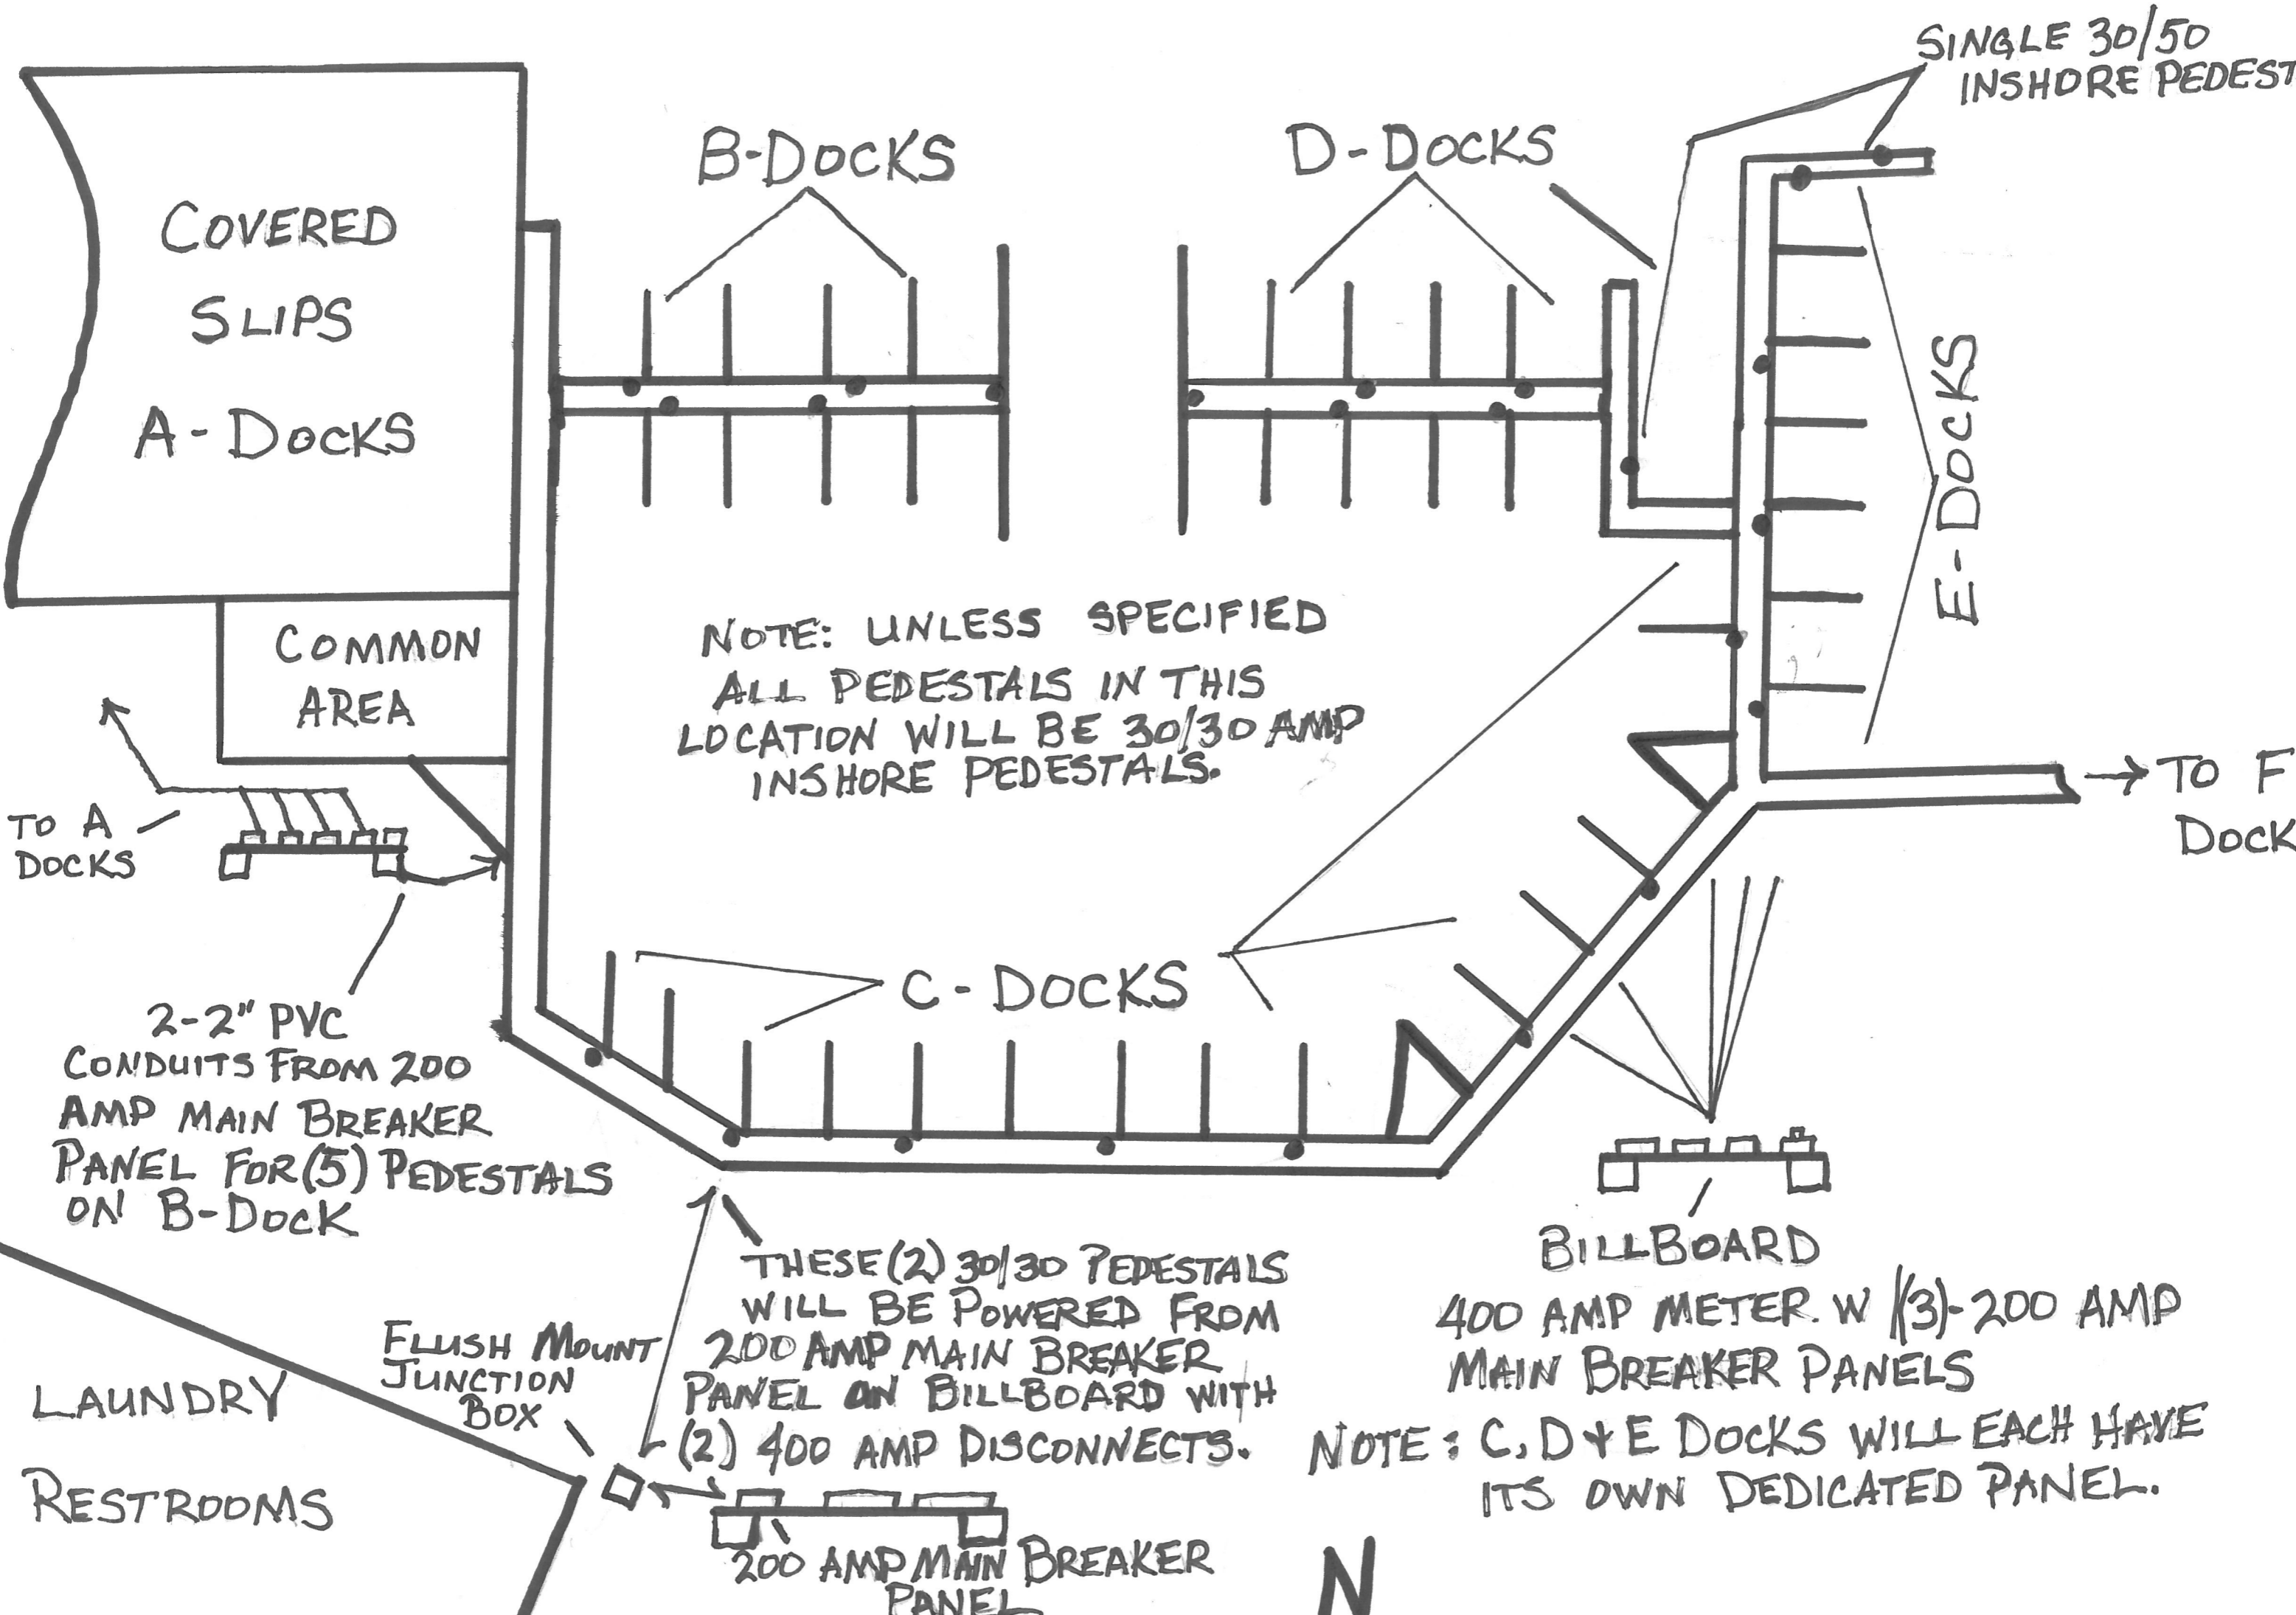 SINGLE 30/50
INSHORE PEDEST
B-DOCKS
D-DOCKS
COVERED
SLIPS
A-DOCKS
E-DOCKS
COMMON
AREA
NOTE: UNLESS SPECIFIED
ALL PEDESTALS IN THIS
LOCATION WILL BE 30/30 AMP
INSHORE PEDESTALS.
TO A
DOCKS
TO F
DOCK
C-DOCKS
2-2" PVC
CONDUITS FROM 200
AMP MAIN BREAKER
PANEL FOR (5) PEDESTALS
ON B-DOCK
THESE (2) 30/30 PEDESTALS
WILL BE POWERED FROM
200 AMP MAIN BREAKER
PANEL ON BILLBOARD WITH
(2) 400 AMP DISCONNECTS.
FLUSH MOUNT
JUNCTION
BOX
BILLBOARD
400 AMP METER. W/(3)-200 AMP
MAIN BREAKER PANELS
NOTE: C, D & E DOCKS WILL EACH HAVE
ITS OWN DEDICATED PANEL.
LAUNDRY
RESTROOMS
200 AMP MAIN BREAKER
PANEL
N